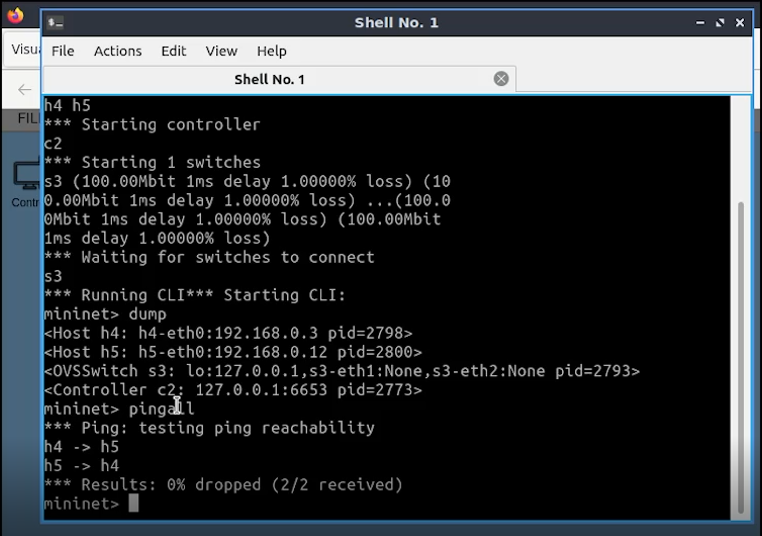 Shell No. 1
File Actions Edit View Help
Shell No. 1
h4 h5
*** Starting controller
c2
*** Starting 1 switches
s3 (100.00Mbit 1ms delay 1.00000% loss) (10
0.00Mbit 1ms delay 1.00000% loss) ...(100.0
0Mbit 1ms delay 1.00000% loss) (100.00Mbit
1ms delay 1.00000% loss)
*** Waiting for switches to connect
s3
*** Running CLI*** Starting CLI:
mininet> dump
<Host h4: h4-eth0:192.168.0.3 pid=2798>
<Host h5: h5-eth0:192.168.0.12 pid=2800>
<OVSSwitch s3: lo:127.0.0.1,s3-eth1:None,s3-eth2:None pid=2793>
<Controller c2: 127.0.0.1:6653 pid=2773>
mininet> pingall
*** Ping: testing ping reachability
h4 -> h5
h5 -> h4
*** Results: 0% dropped (2/2 received)
mininet>